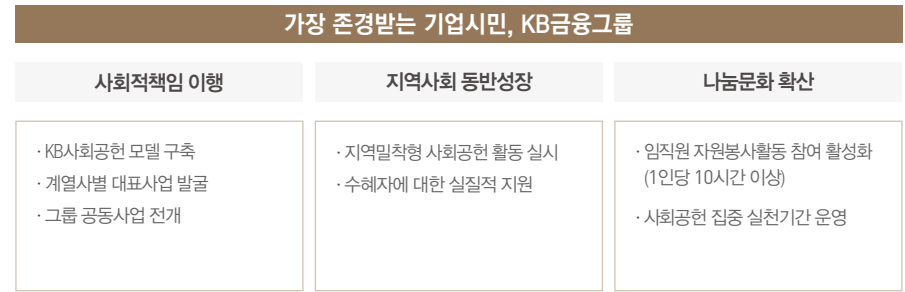 가장 존경받는 기업시민, KB금융그룹
사회적책임 이행
· KB사회공헌 모델 구축
· 계열사별 대표사업 발굴
· 그룹 공동사업 전개
지역사회 동반성장
· 지역밀착형 사회공헌 활동 실시
· 수혜자에 대한 실질적 지원
나눔문화 확산
· 임직원 자원봉사활동 참여 활성화
(1인당 10시간 이상)
· 사회공헌 집중 실천기간 운영